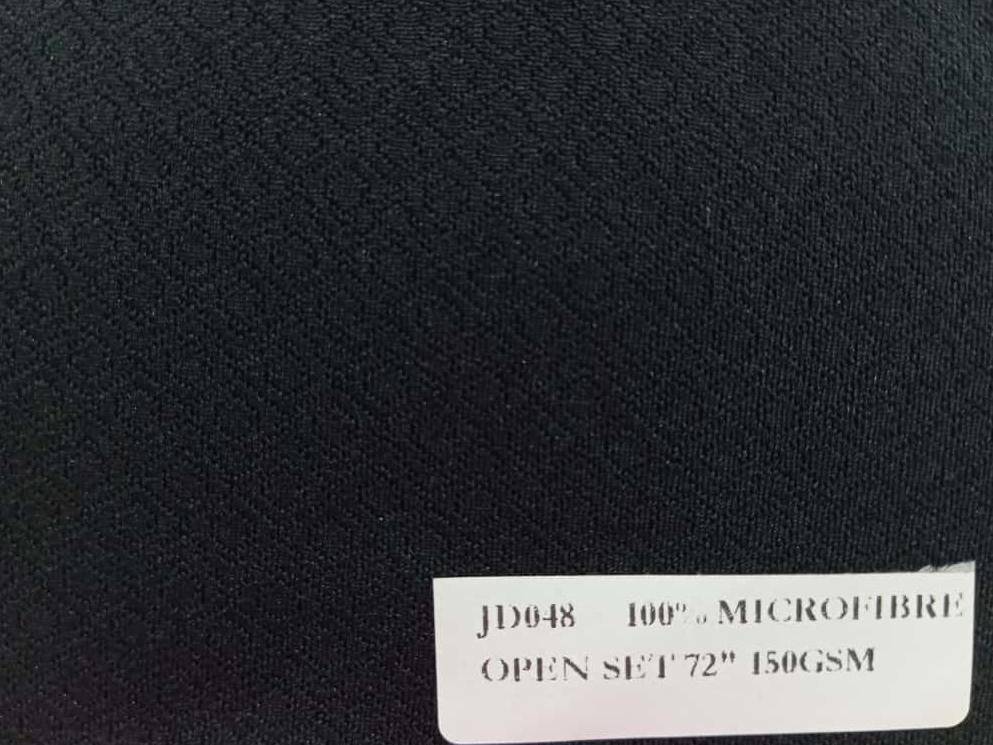 JD048 100% MICROFIBRE
OPEN SET 72" 150GSM